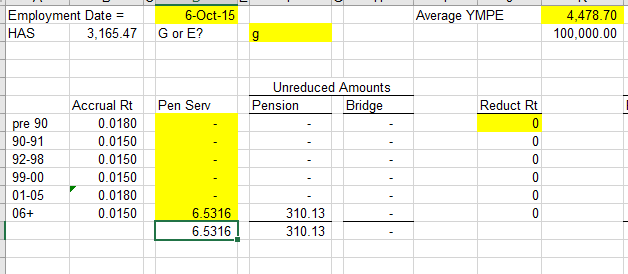 Employment Date = 6-Oct-15 Average YMPE 4,478.70
HAS 3,165.47 G or E? g 100,000.00
Unreduced Amounts
Accrual Rt Pen Serv Pension Bridge Reduct Rt
pre 90 0.0180 - - - 0
90-91 0.0150 - - - 0
92-98 0.0150 - - - 0
99-00 0.0150 - - - 0
01-05 0.0180 - - - 0
06+ 0.0150 6.5316 310.13 - 0
6.5316 310.13 -